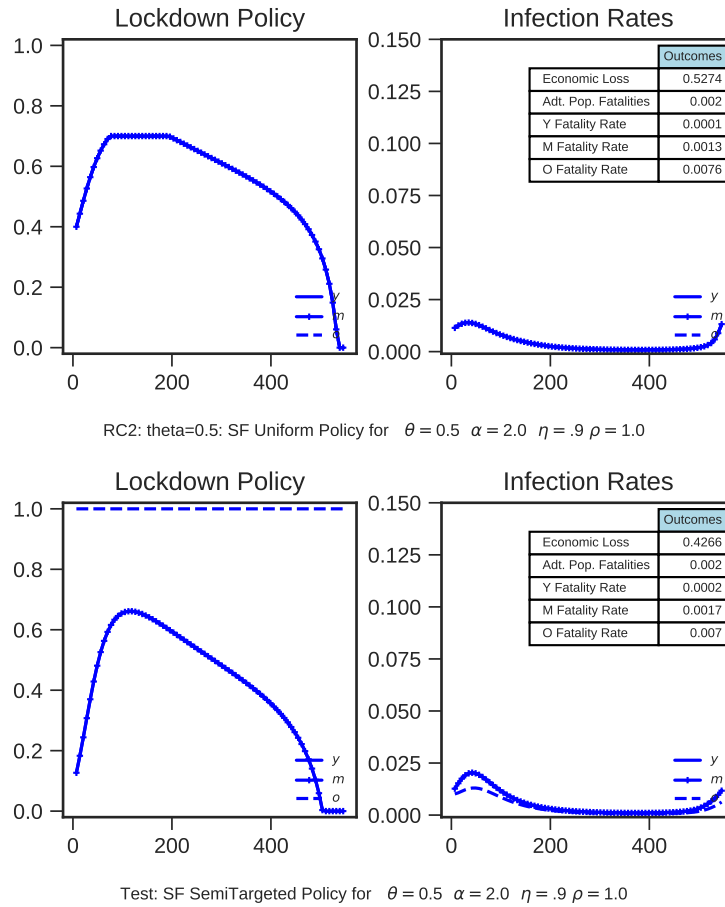 Lockdown Policy
Infection Rates
1.0
0.8
0.6
0.4
0.2
0.0
0
200
400
y
m
o
0.150
0.125
0.100
0.075
0.050
0.025
0.000
0
200
400
Outcomes
Economic Loss 0.5274
Adt. Pop. Fatalities 0.002
Y Fatality Rate 0.0001
M Fatality Rate 0.0013
O Fatality Rate 0.0076
y
m
o
RC2: theta=0.5: SF Uniform Policy for θ = 0.5 α = 2.0 η = .9 ρ = 1.0
Lockdown Policy
Infection Rates
1.0
0.8
0.6
0.4
0.2
0.0
0
200
400
y
m
o
0.150
0.125
0.100
0.075
0.050
0.025
0.000
0
200
400
Outcomes
Economic Loss 0.4266
Adt. Pop. Fatalities 0.002
Y Fatality Rate 0.0002
M Fatality Rate 0.0017
O Fatality Rate 0.007
y
m
Test: SF SemiTargeted Policy for θ = 0.5 α = 2.0 η = .9 ρ = 1.0